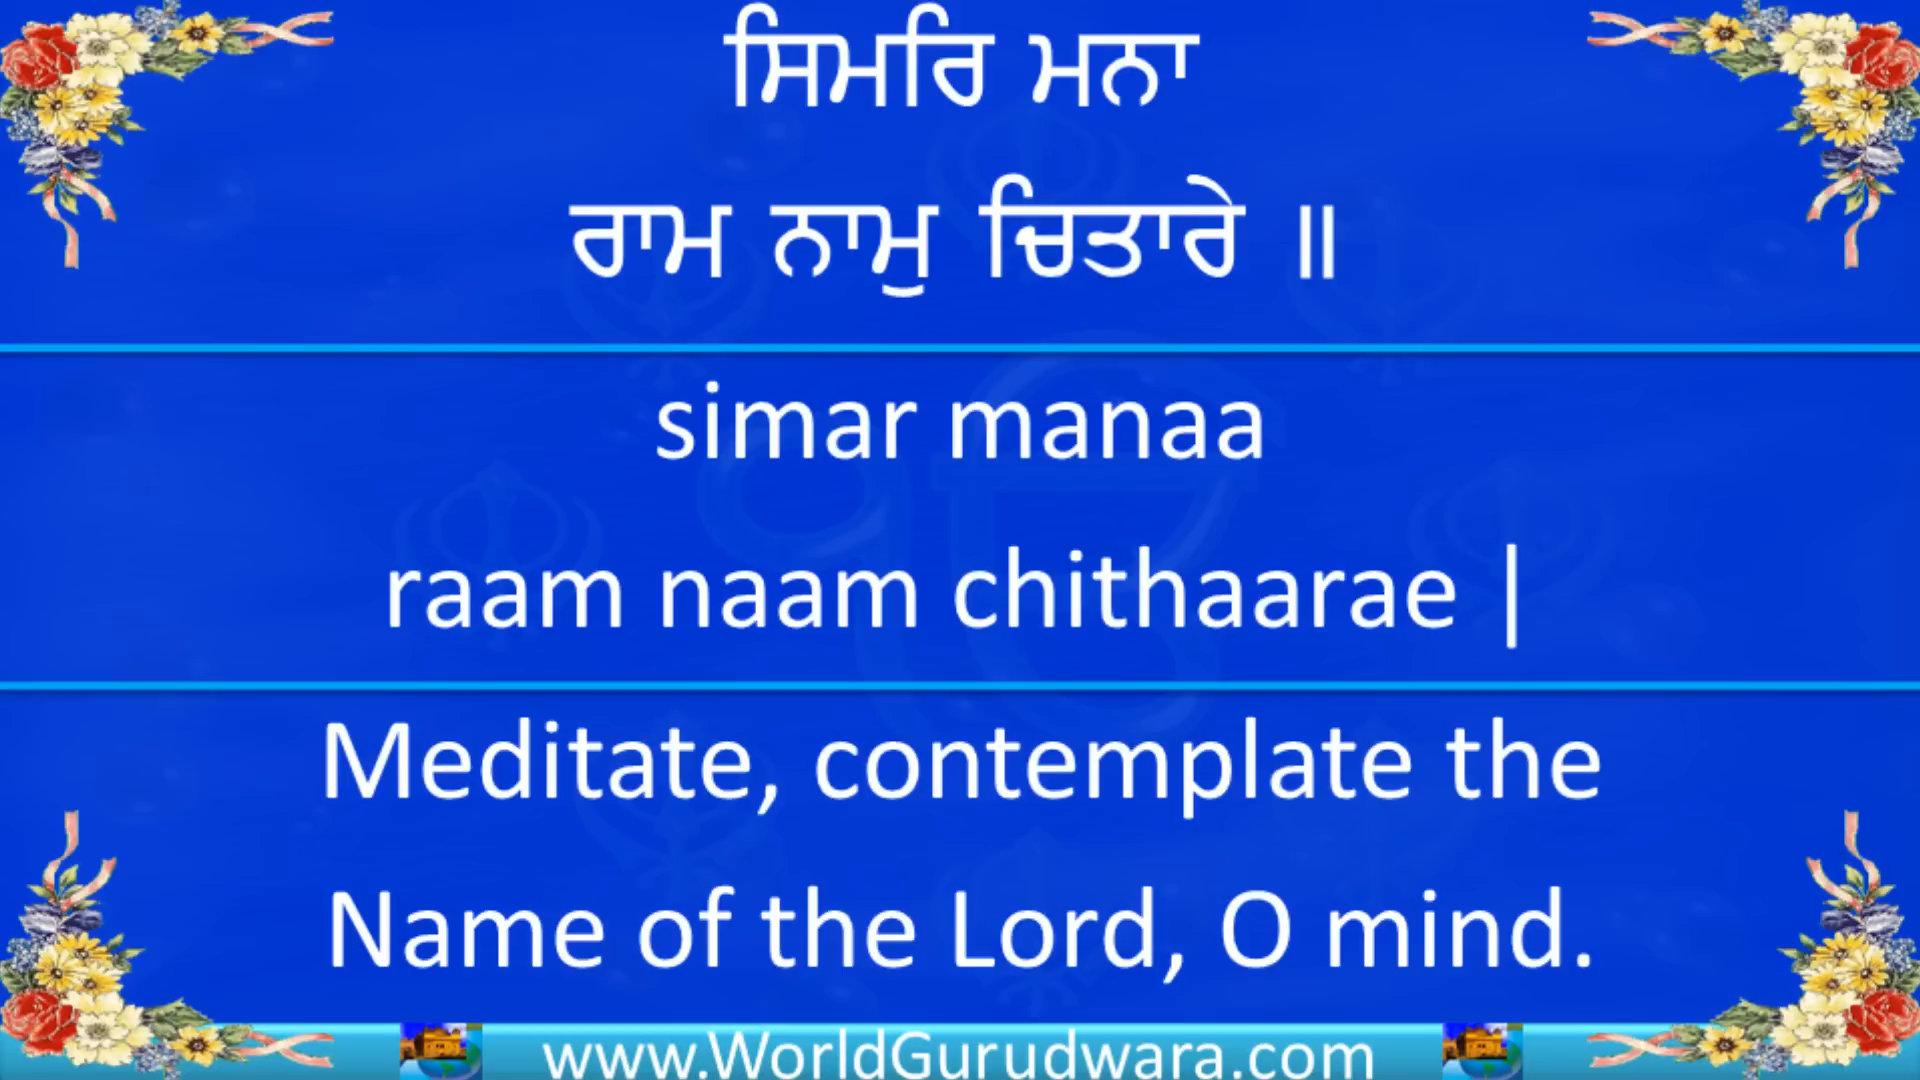 ਸਿਮਰਿ ਮਨਾ
ਰਾਮ ਨਾਮੁ ਚਿਤਾਰੇ ॥
simar manaa
raam naam chithaarae |
Meditate, contemplate the
Name of the Lord, O mind.
www.WorldGurudwara.com